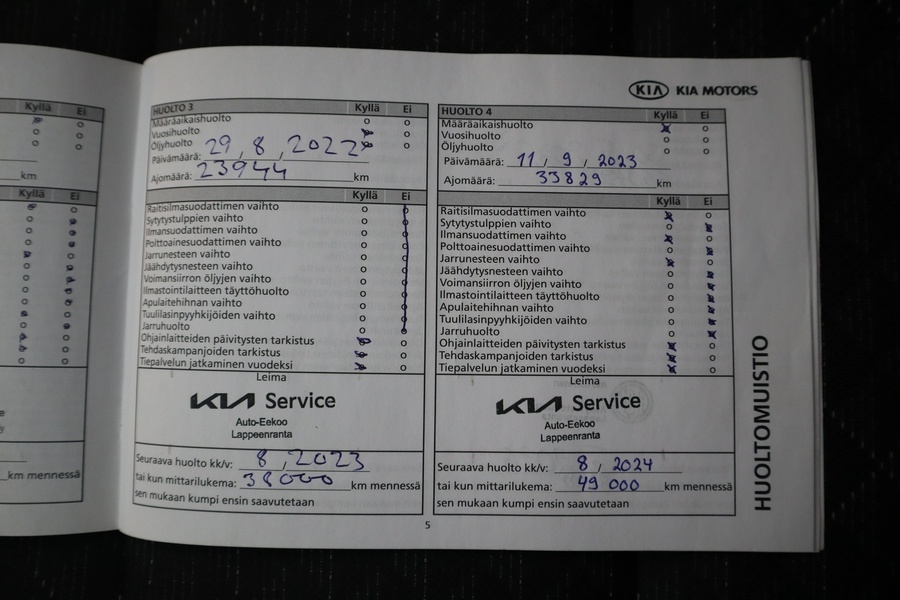 Kyllä Ei
km
Kyllä Ei
km mennessä
HUOLTO 3 Kyllä Ei
Määräaikaishuolto o o
Vuosihuolto o
Öljyhuolto o
Päivämäärä: 29, 8, 2022
Ajomäärä: 23944 km
Kyllä Ei
Raitisilmasuodattimen vaihto o
Sytytystulppien vaihto o
Ilmansuodattimen vaihto o
Polttoainesuodattimen vaihto o
Jarrunesteen vaihto o
Jäähdytysnesteen vaihto o
Voimansiirron öljyjen vaihto o
Ilmastointilaitteen täyttöhuolto o
Apulaitehihnan vaihto o
Tuulilasinpyyhkijöiden vaihto o
Jarruhuolto o
Ohjainlaitteiden päivitysten tarkistus o
Tehdaskampanjoiden tarkistus o
Tiepalvelun jatkaminen vuodeksi o
Leima
KIA Service
Auto-Eekoo
Lappeenranta
Seuraava huolto kk/v: 8, 2023
tai kun mittarilukema: 38000 km mennessä
sen mukaan kumpi ensin saavutetaan
5
KIA KIA MOTORS
HUOLTO 4 Kyllä Ei
Määräaikaishuolto o
Vuosihuolto o o
Öljyhuolto o o
Päivämäärä: 11, 9, 2023
Ajomäärä: 33829 km
Kyllä Ei
Raitisilmasuodattimen vaihto o
Sytytystulppien vaihto o
Ilmansuodattimen vaihto o
Polttoainesuodattimen vaihto o
Jarrunesteen vaihto o
Jäähdytysnesteen vaihto o
Voimansiirron öljyjen vaihto o
Ilmastointilaitteen täyttöhuolto o
Apulaitehihnan vaihto o
Tuulilasinpyyhkijöiden vaihto o
Jarruhuolto
Ohjainlaitteiden päivitysten tarkistus o
Tehdaskampanjoiden tarkistus o
Tiepalvelun jatkaminen vuodeksi o
Leima
KIA Service
Auto-Eekoo
Lappeenranta
Seuraava huolto kk/v: 8, 2024
tai kun mittarilukema: 49 000 km mennessä
sen mukaan kumpi ensin saavutetaan
HUOLTOMUISTIO